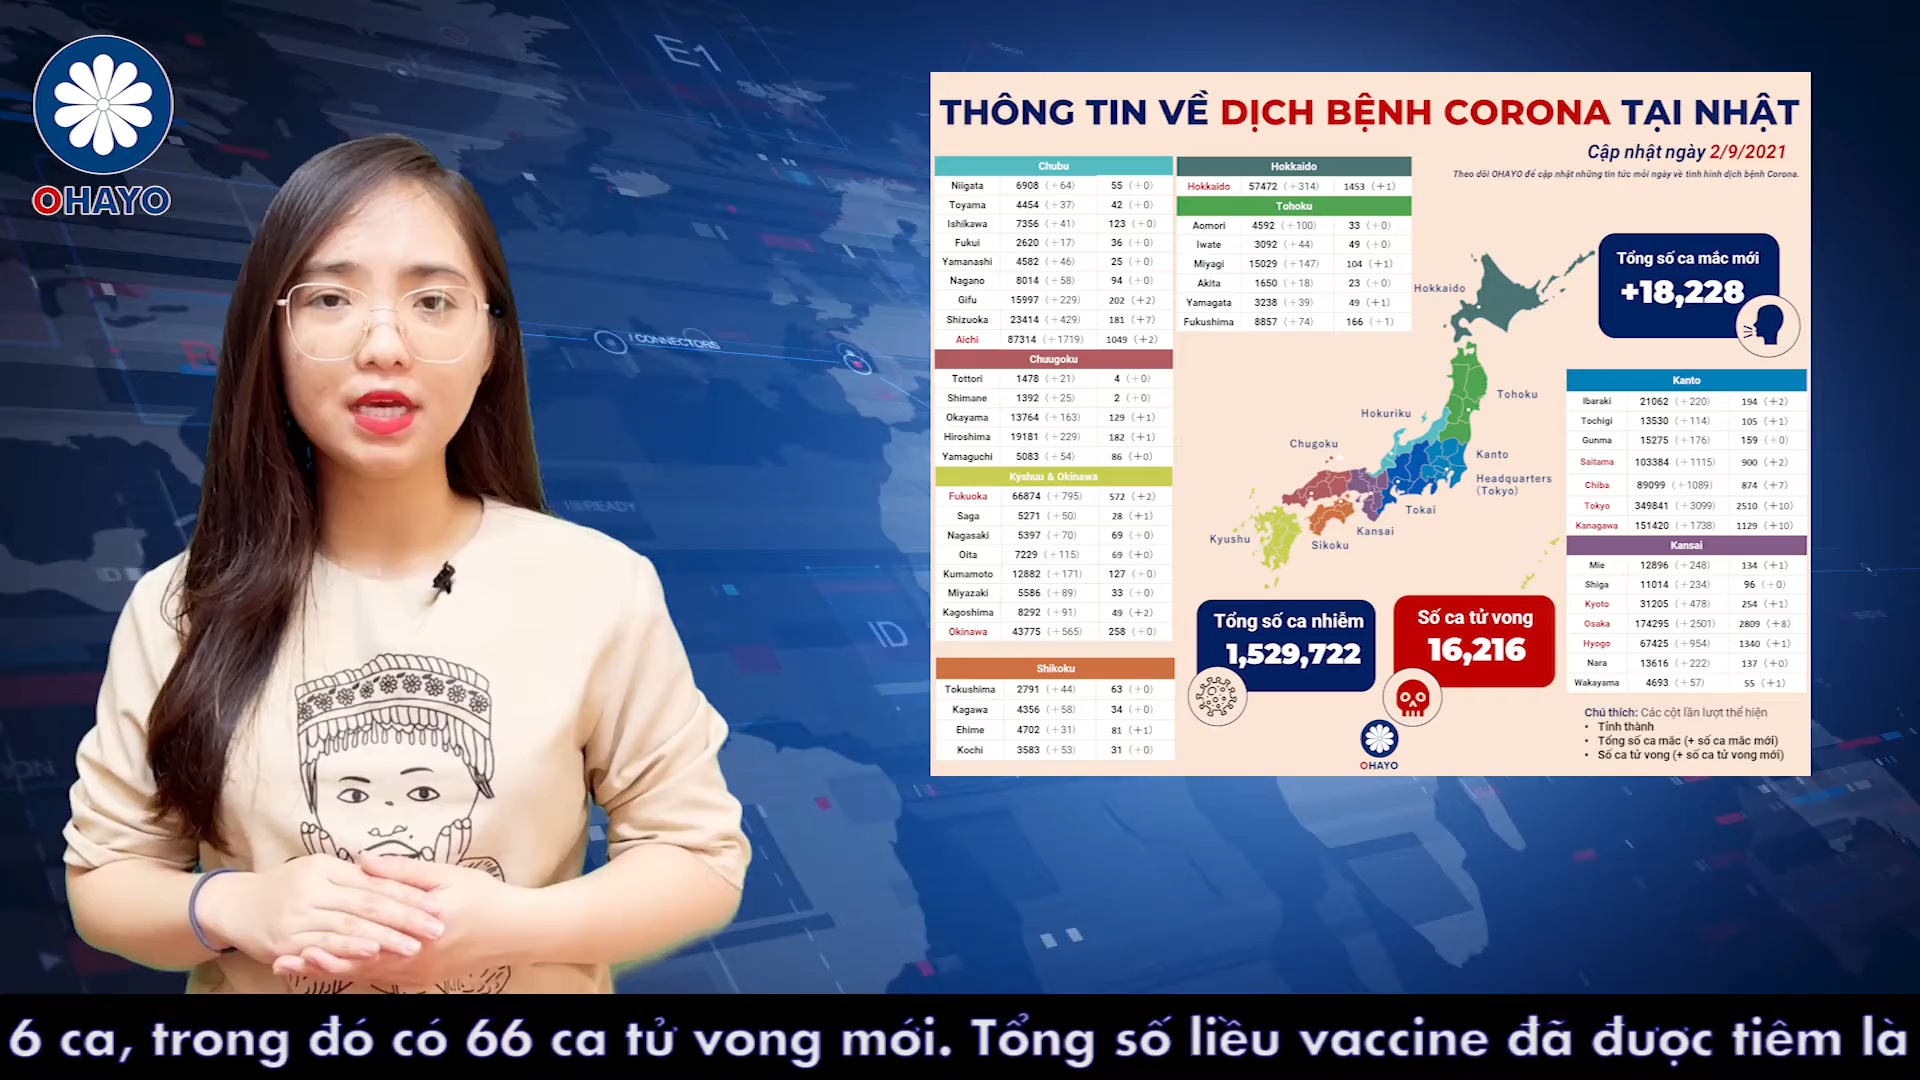 OHAYO
E1
I CONNECTORS
READY
ID
THÔNG TIN VỀ DỊCH BỆNH CORONA TẠI NHẬT
Cập nhật ngày 2/9/2021
Theo dõi OHAYO để cập nhật những tin tức mỗi ngày về tình hình dịch bệnh Corona.
Chubu
Niigata 6908 (+64) 55 (+0)
Toyama 4454 (+37) 42 (+0)
Ishikawa 7356 (+41) 123 (+0)
Fukui 2620 (+17) 36 (+0)
Yamanashi 4582 (+46) 25 (+0)
Nagano 8014 (+58) 94 (+0)
Gifu 15997 (+229) 202 (+2)
Shizuoka 23414 (+429) 181 (+7)
Aichi 87314 (+1719) 1049 (+2)
Chuugoku
Tottori 1478 (+21) 4 (+0)
Shimane 1392 (+25) 2 (+0)
Okayama 13764 (+163) 129 (+1)
Hiroshima 19181 (+229) 182 (+1)
Yamaguchi 5083 (+54) 86 (+0)
Kyshuu & Okinawa
Fukuoka 66874 (+795) 572 (+2)
Saga 5271 (+50) 28 (+1)
Nagasaki 5397 (+70) 69 (+0)
Oita 7229 (+115) 69 (+0)
Kumamoto 12882 (+171) 127 (+0)
Miyazaki 5586 (+89) 33 (+0)
Kagoshima 8292 (+91) 49 (+2)
Okinawa 43775 (+565) 258 (+0)
Shikoku
Tokushima 2791 (+44) 63 (+0)
Kagawa 4356 (+58) 34 (+0)
Ehime 4702 (+31) 81 (+1)
Kochi 3583 (+53) 31 (+0)
Hokkaido
Hokkaido 57472 (+314) 1453 (+1)
Tohoku
Aomori 4592 (+100) 33 (+0)
Iwate 3092 (+44) 49 (+0)
Miyagi 15029 (+147) 104 (+1)
Akita 1650 (+18) 23 (+0)
Yamagata 3238 (+39) 49 (+1)
Fukushima 8857 (+74) 166 (+1)
Hokkaido
Tohoku
Hokuriku
Chugoku
Kanto
Headquarters
(Tokyo)
Tokai
Kansai
Sikoku
Kyushu
Tổng số ca mắc mới
+18,228
Kanto
Ibaraki 21062 (+220) 194 (+2)
Tochigi 13530 (+114) 105 (+1)
Gunma 15275 (+176) 159 (+0)
Saitama 103384 (+1115) 900 (+2)
Chiba 89099 (+1089) 874 (+7)
Tokyo 349841 (+3099) 2510 (+10)
Kanagawa 151420 (+1738) 1129 (+10)
Kansai
Mie 12896 (+248) 134 (+1)
Shiga 11014 (+234) 96 (+0)
Kyoto 31205 (+478) 254 (+1)
Osaka 174295 (+2501) 2809 (+8)
Hyogo 67425 (+954) 1340 (+1)
Nara 13616 (+222) 137 (+0)
Wakayama 4693 (+57) 55 (+1)
Tổng số ca nhiễm
1,529,722
Số ca tử vong
16,216
OHAYO
Chú thích: Các cột lần lượt thể hiện
• Tỉnh thành
• Tổng số ca mắc (+ số ca mắc mới)
• Số ca tử vong (+ số ca tử vong mới)
6 ca, trong đó có 66 ca tử vong mới. Tổng số liều vaccine đã được tiêm là